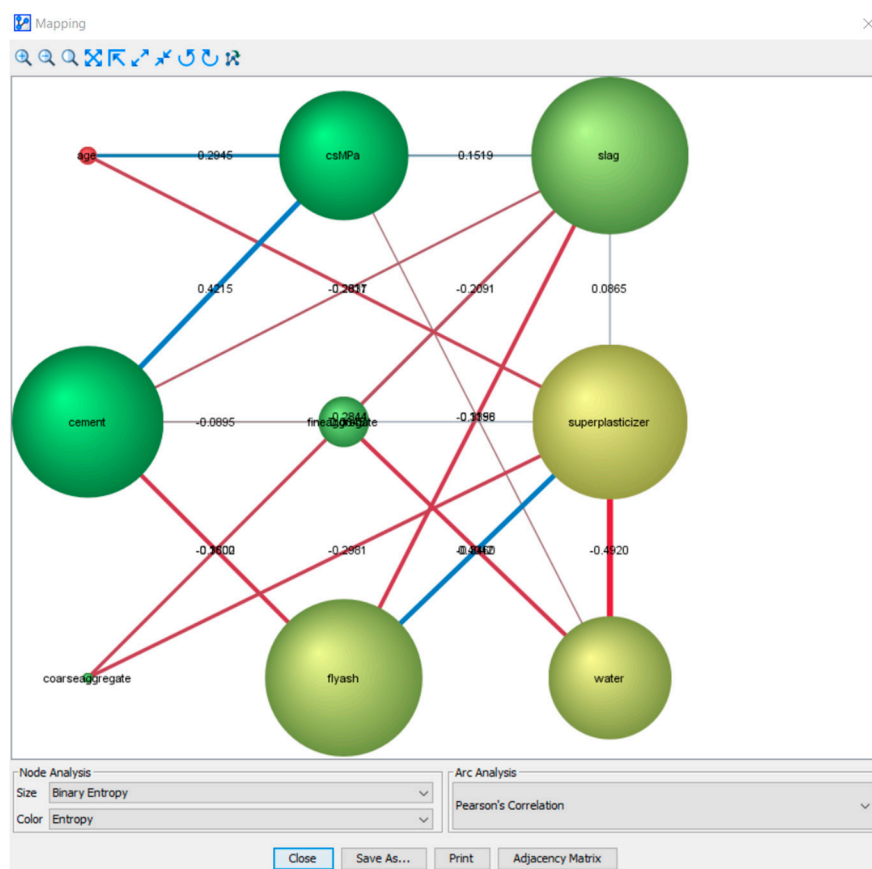 Mapping
age
0.2945
csMPa
0.1519
slag
0.4215
-0.2091
0.0865
cement
-0.0895
fineaggregate
superplasticizer
-0.2981
-0.4920
coarseaggregate
flyash
water
Node Analysis
Size Binary Entropy
Color Entropy
Arc Analysis
Pearson's Correlation
Close Save As... Print Adjacency Matrix